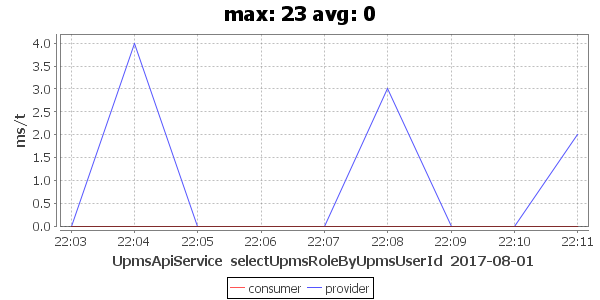 max: 23 avg: 0
4.0
3.5
3.0
2.5
2.0
1.5
1.0
0.5
0.0
ms/t
22:03 22:04 22:05 22:06 22:07 22:08 22:09 22:10 22:11
UpmsApiService selectUpmsRoleByUpmsUserId 2017-08-01
consumer provider